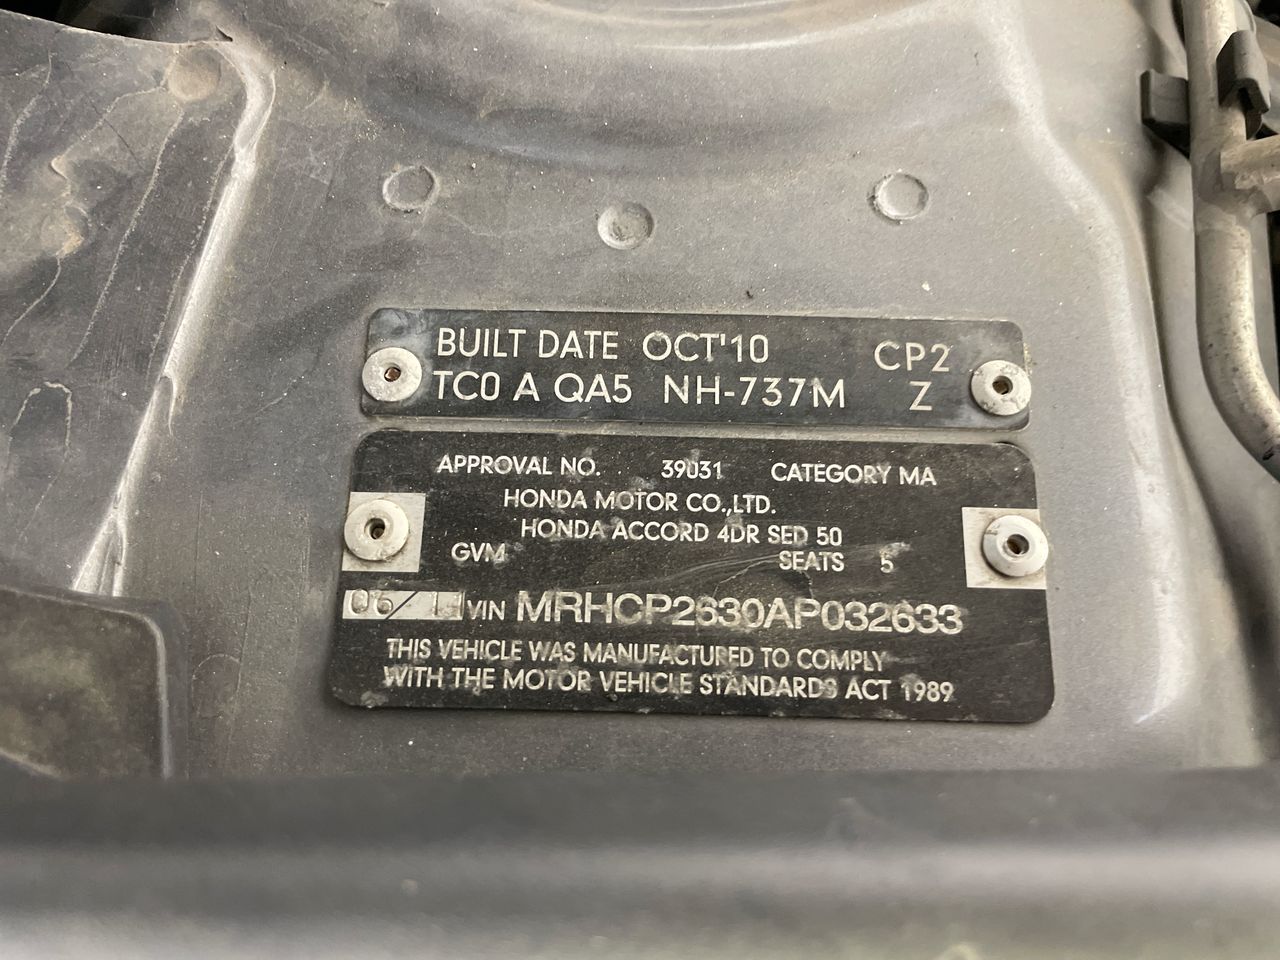 BUILT DATE OCT'10 CP2
TC0 A QA5 NH-737M Z
APPROVAL NO. 39031 CATEGORY MA
HONDA MOTOR CO.,LTD.
HONDA ACCORD 4DR SED 50
GVM SEATS 5
06/11 VIN MRHCP2630AP032633
THIS VEHICLE WAS MANUFACTURED TO COMPLY
WITH THE MOTOR VEHICLE STANDARDS ACT 1989